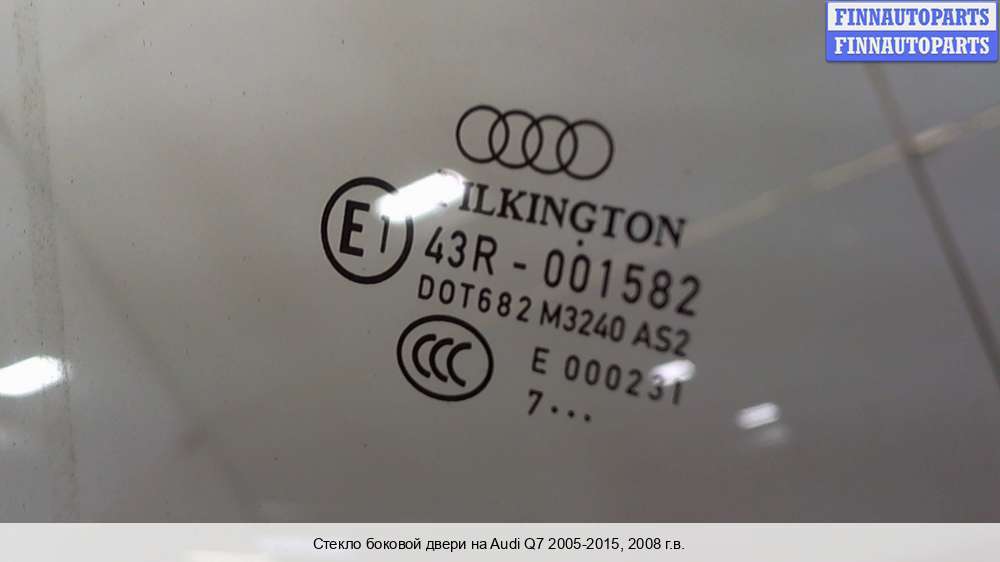 FINNAUTOPARTS
FINNAUTOPARTS
PILKINGTON
E1
43R - 001582
DOT682 M3240 AS2
CCC
E 000231
7...
Стекло боковой двери на Audi Q7 2005-2015, 2008 г.в.